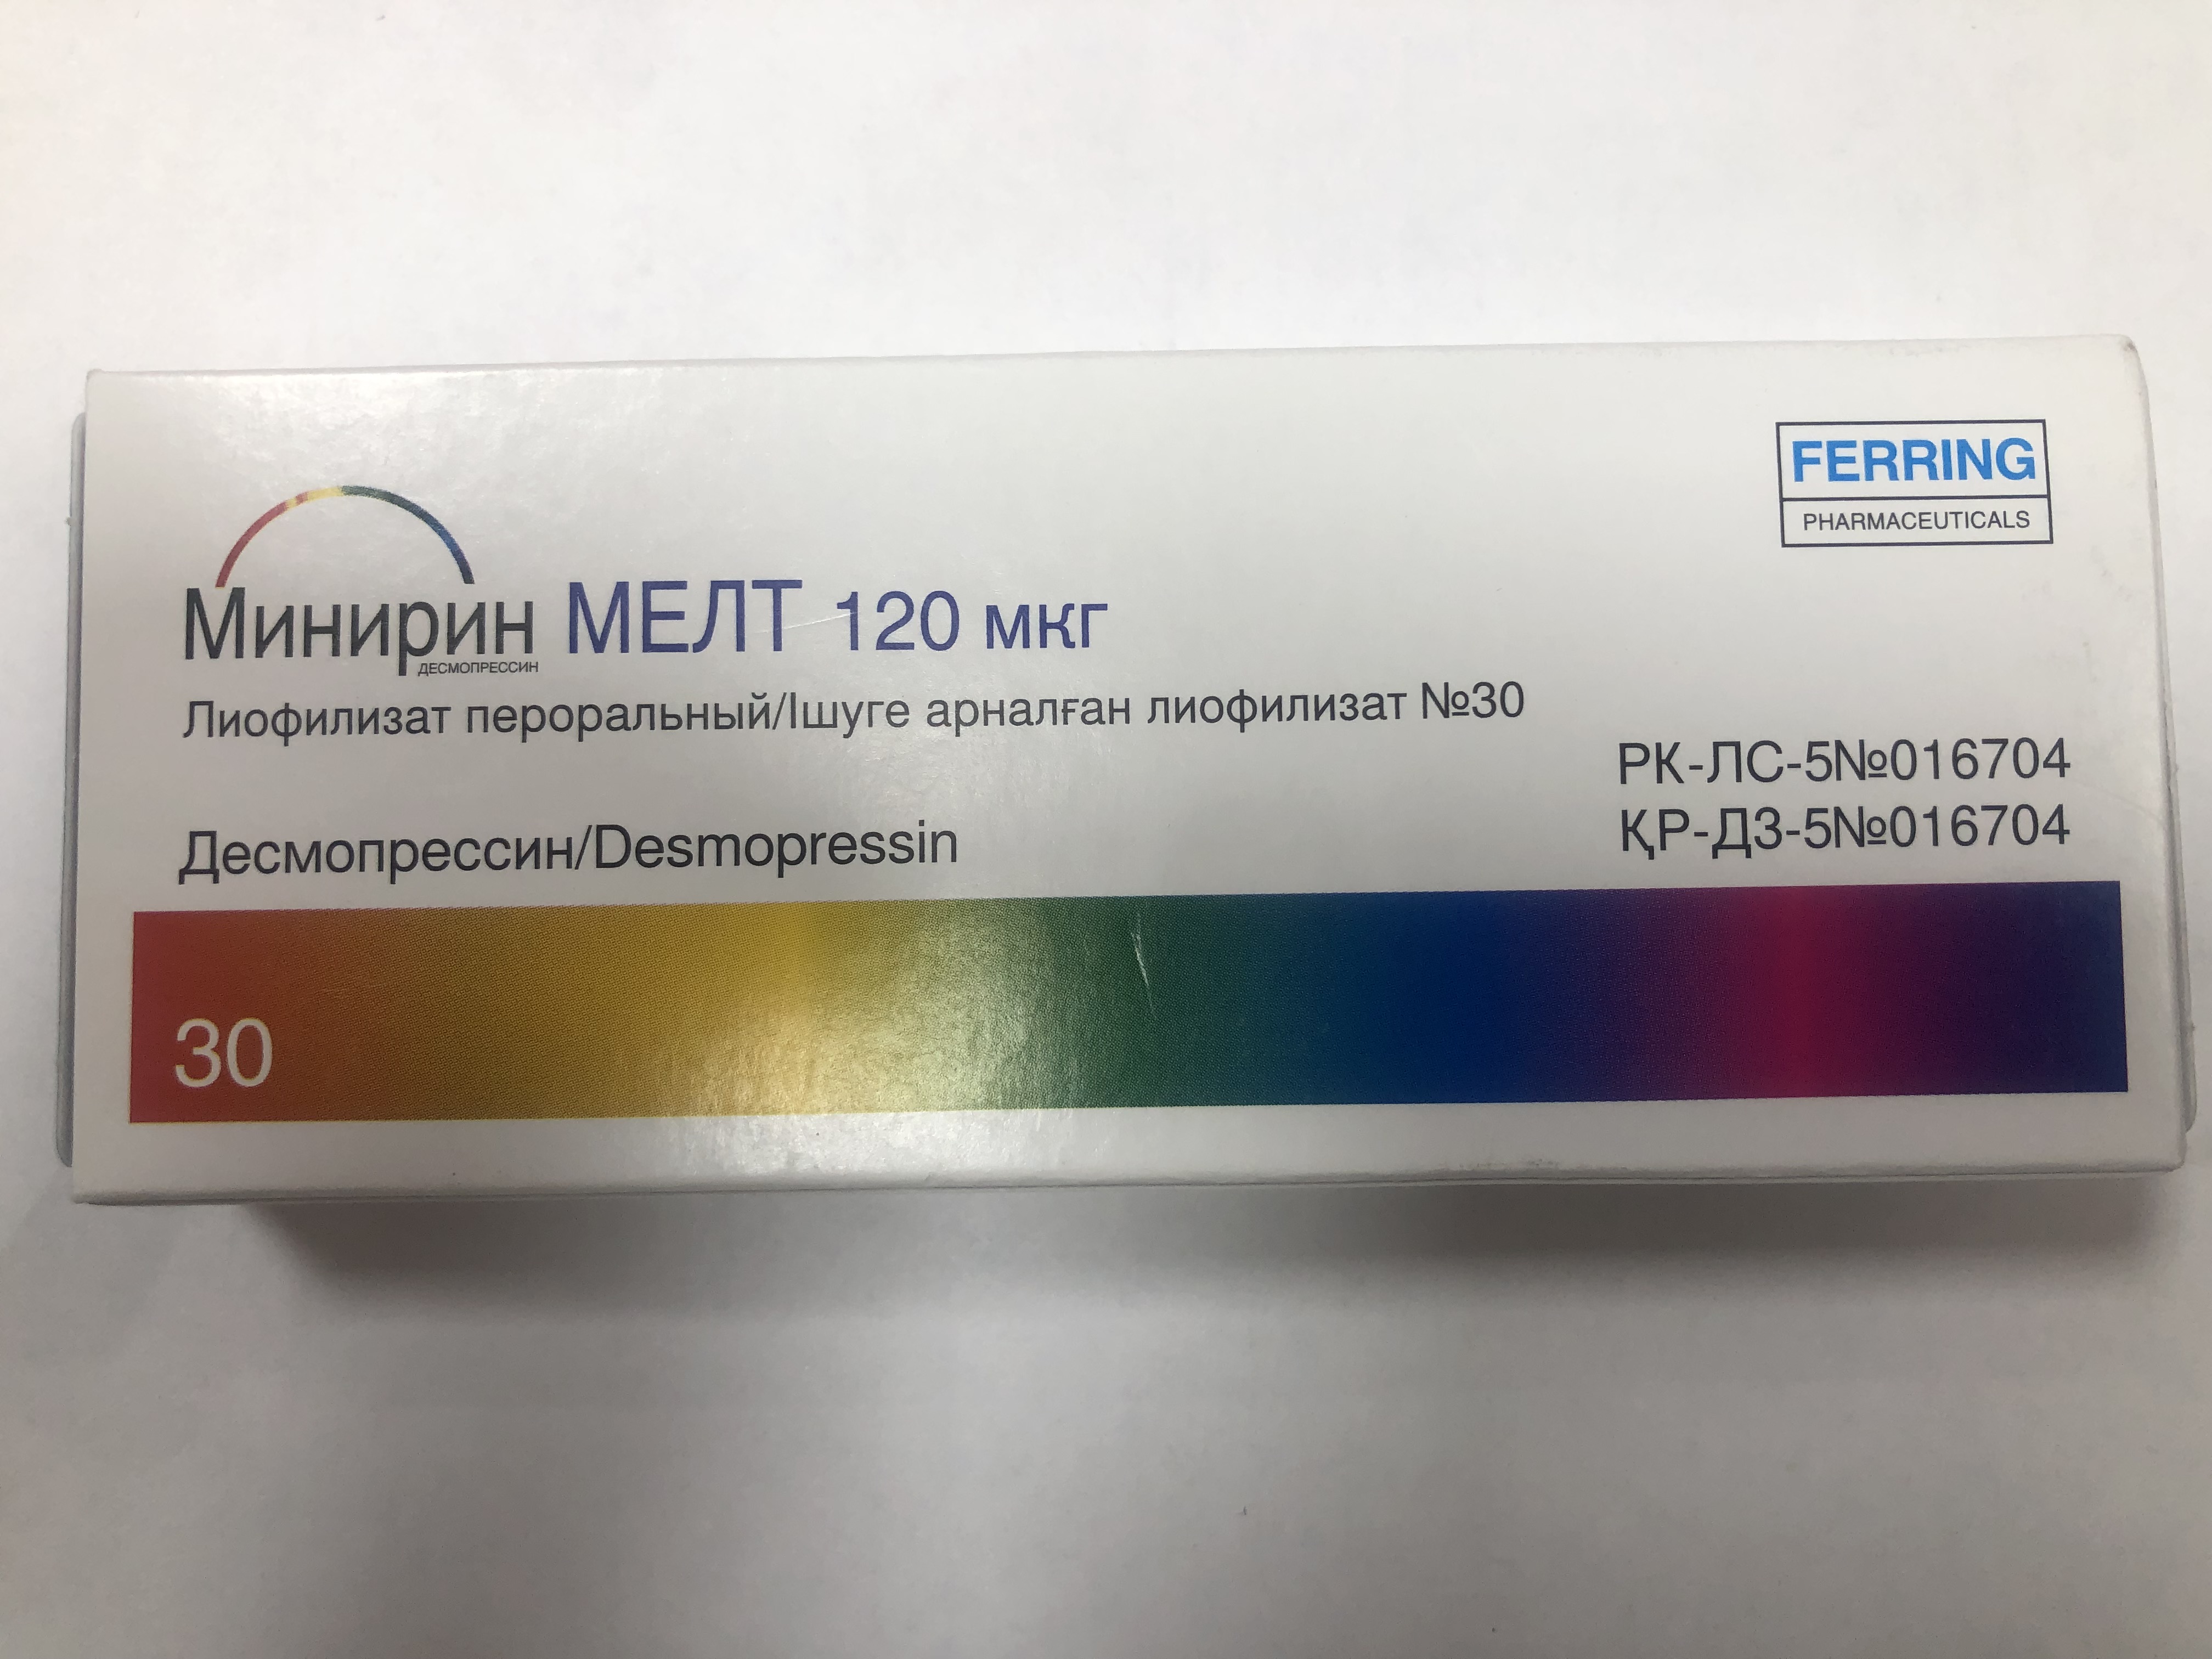 FERRING
PHARMACEUTICALS
Минирин МЕЛТ 120 мкг
ДЕСМОПРЕССИН
Лиофилизат пероральный/Ішуге арналған лиофилизат №30
РК-ЛС-5№016704
ҚР-ДЗ-5№016704
Десмопрессин/Desmopressin
30